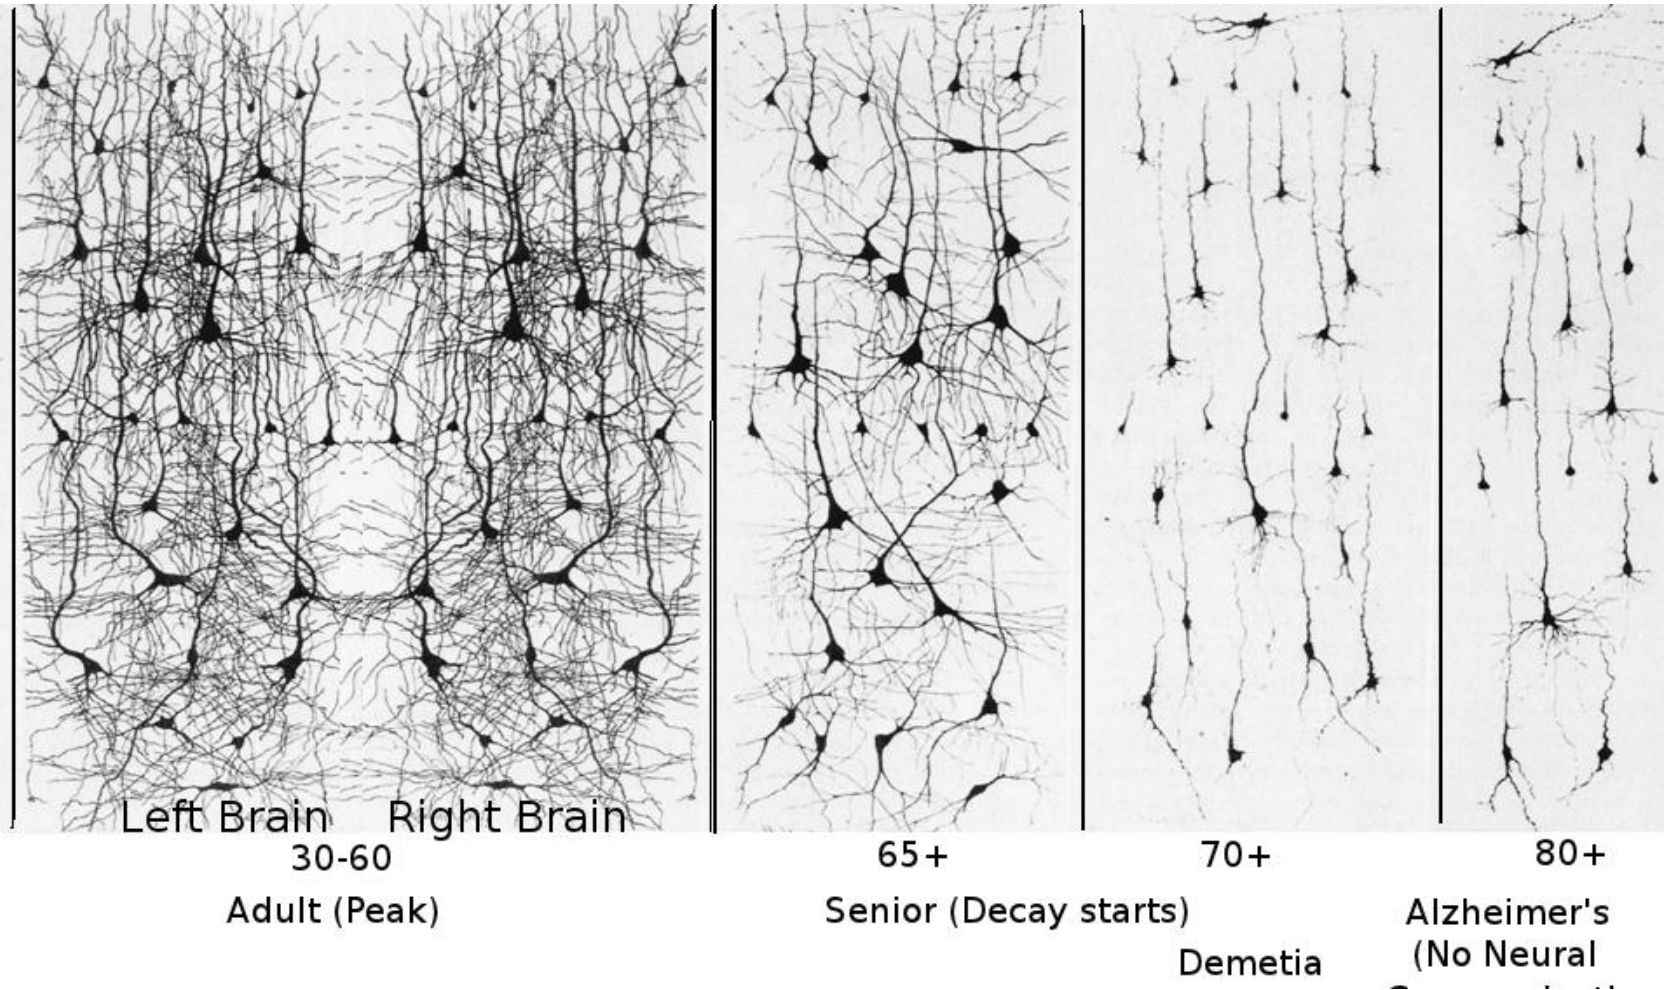 Left Brain Right Brain
30-60
65+
70+
80+
Adult (Peak)
Senior (Decay starts)
Alzheimer's
(No Neural
Demetia